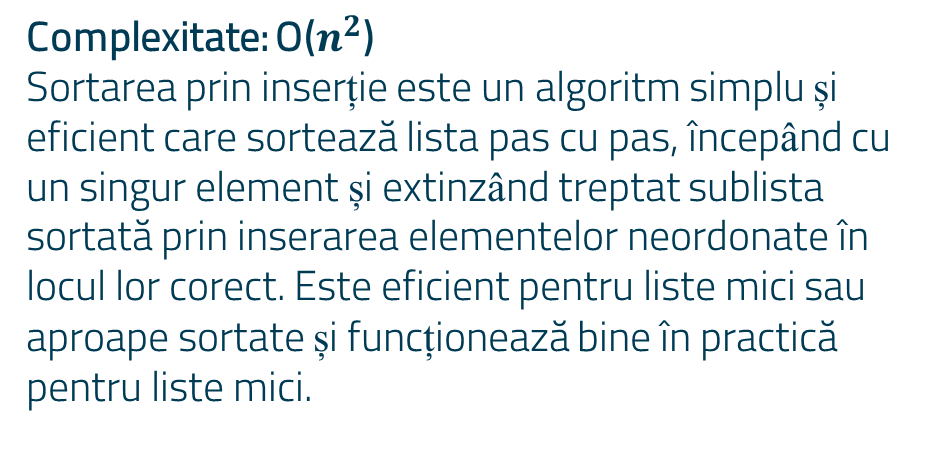 Complexitate: O(n²)
Sortarea prin inserție este un algoritm simplu și
eficient care sortează lista pas cu pas, începând cu
un singur element și extinzând treptat sublista
sortată prin inserarea elementelor neordonate în
locul lor corect. Este eficient pentru liste mici sau
aproape sortate și funcționează bine în practică
pentru liste mici.